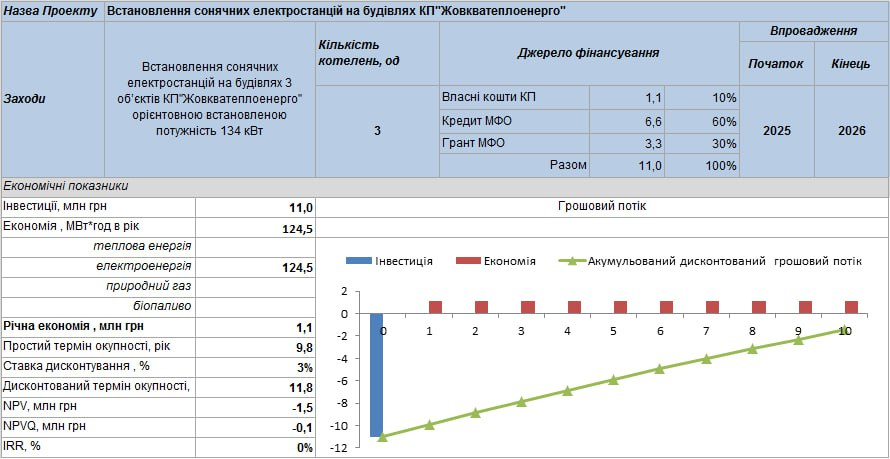 Назва Проекту Встановлення сонячних електростанцій на будівлях КП"Жовкватеплоенерго"
Заходи
Встановлення сонячних
електростанцій на будівлях 3
об'єктів КП"Жовкватеплоенерго"
орієнтовною встановленою
потужність 134 кВт
Кількість
котелень, од
3
Джерело фінансування
Власні кошти КП 1,1 10%
Кредит МФО 6,6 60%
Грант МФО 3,3 30%
Разом 11,0 100%
Впровадження
Початок Кінець
2025 2026
Економічні показники
Інвестиції, млн грн 11,0
Економія , МВт*год в рік 124,5
теплова енергія
електроенергія 124,5
природний газ
біопаливо
Річна економія , млн грн 1,1
Простий термін окупності, рік 9,8
Ставка дисконтування , % 3%
Дисконтований термін окупності, 11,8
NPV, млн грн -1,5
NPVQ, млн грн -0,1
IRR, % 0%
Грошовий потік
Інвестиція Економія Акумульований дисконтований грошовий потік
2
0
-2
-4
-6
-8
-10
-12
0 1 2 3 4 5 6 7 8 9 10